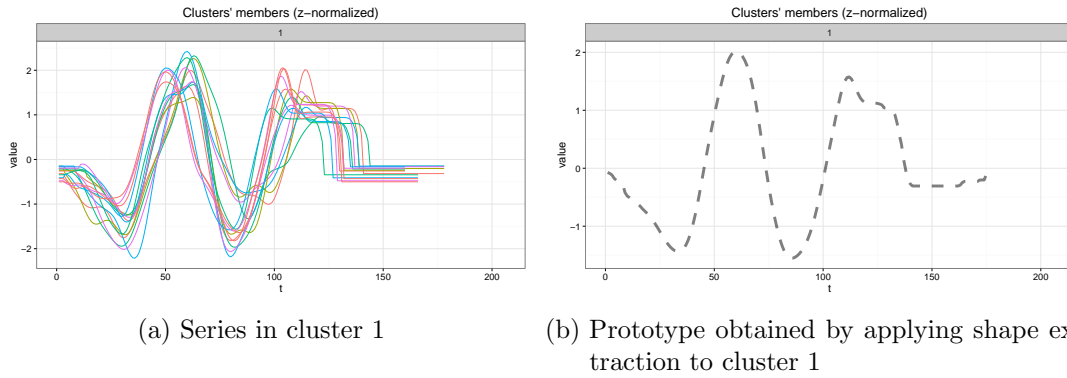 Clusters' members (z−normalized)
1
2
1
0
−1
−2
value
0
50
100
150
200
t
(a) Series in cluster 1
Clusters' members (z−normalized)
1
2
1
0
−1
value
0
50
100
150
200
t
(b) Prototype obtained by applying shape ex
traction to cluster 1